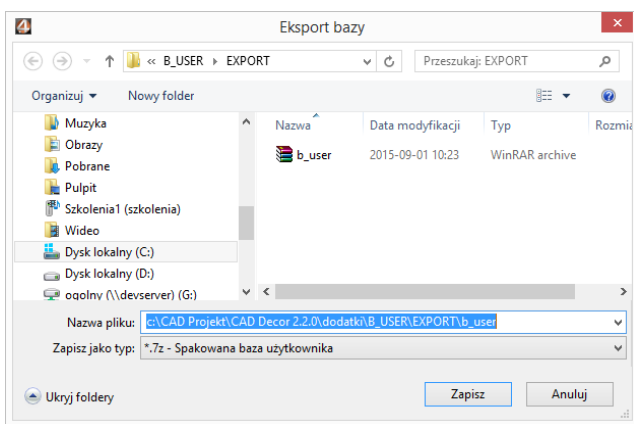 Eksport bazy
« B_USER ▸ EXPORT Przeszukaj: EXPORT
Organizuj Nowy folder
Muzyka
Obrazy
Pobrane
Pulpit
Szkolenia1 (szkolenia)
Wideo
Dysk lokalny (C:)
Dysk lokalny (D:)
ogolny (\\devserver) (G:)
Nazwa Data modyfikacji Typ Rozmia
b_user 2015-09-01 10:23 WinRAR archive
Nazwa pliku: c:\CAD Projekt\CAD Decor 2.2.0\dodatki\B_USER\EXPORT\b_user
Zapisz jako typ: *.7z - Spakowana baza użytkownika
Ukryj foldery Zapisz Anuluj